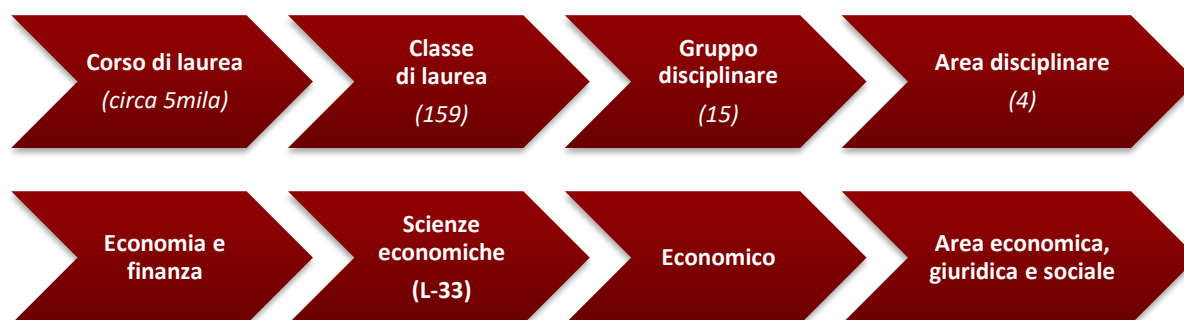 Corso di laurea
(circa 5mila)
Classe
di laurea
(159)
Gruppo
disciplinare
(15)
Area disciplinare
(4)
Economia e
finanza
Scienze
economiche
(L-33)
Economico
Area economica,
giuridica e sociale